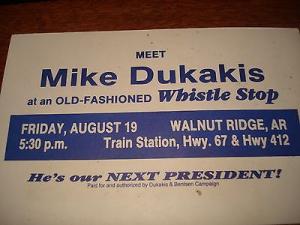 MEET
Mike Dukakis
at an OLD-FASHIONED Whistle Stop
FRIDAY, AUGUST 19 WALNUT RIDGE, AR
5:30 p.m. Train Station, Hwy. 67 & Hwy 412
He's our NEXT PRESIDENT!
Paid for and authorized by Dukakis & Bentsen Campaign